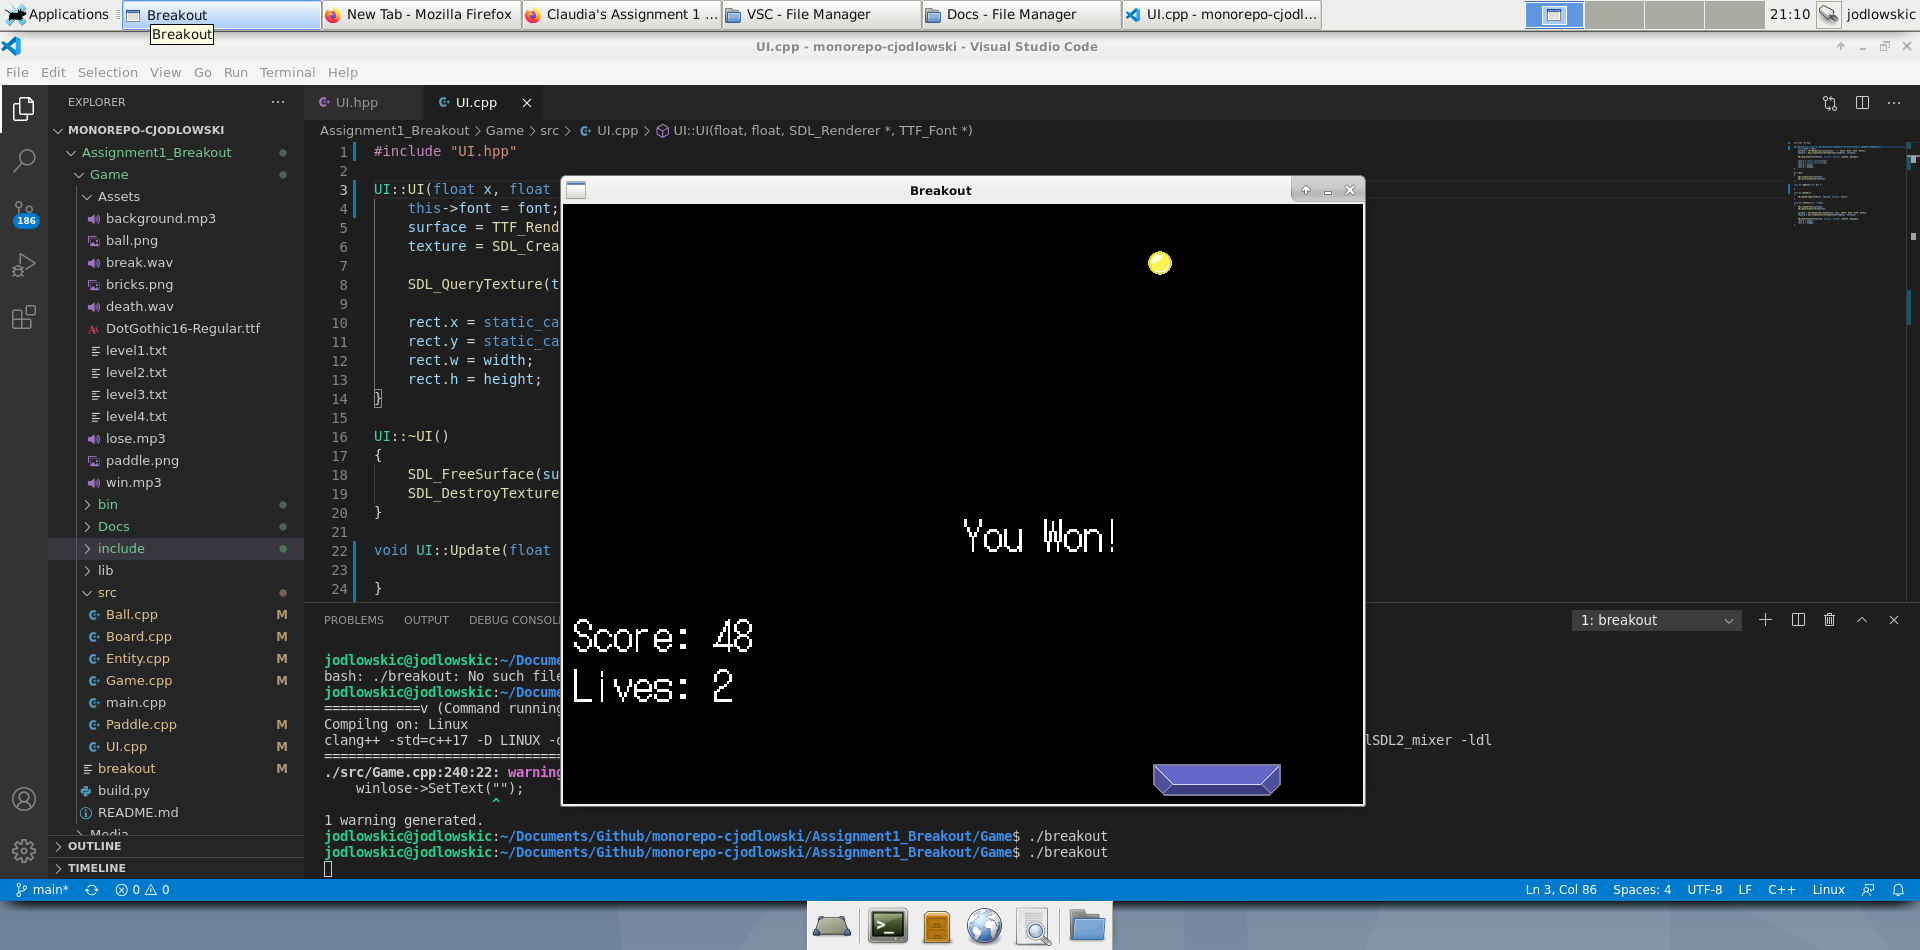 Applications
Breakout
New Tab - Mozilla Firefox
Claudia's Assignment 1 ...
VSC - File Manager
Docs - File Manager
UI.cpp - monorepo-cjodl...
21:10
jodlowskic
Breakout
UI.cpp - monorepo-cjodlowski - Visual Studio Code
File Edit Selection View Go Run Terminal Help
EXPLORER
MONOREPO-CJODLOWSKI
Assignment1_Breakout
Game
Assets
background.mp3
ball.png
break.wav
bricks.png
death.wav
DotGothic16-Regular.ttf
level1.txt
level2.txt
level3.txt
level4.txt
lose.mp3
paddle.png
win.mp3
bin
Docs
include
lib
src
Ball.cpp M
Board.cpp M
Entity.cpp M
Game.cpp M
main.cpp
Paddle.cpp M
UI.cpp M
breakout M
build.py
README.md
Media
OUTLINE
TIMELINE
186
UI.hpp
UI.cpp
Assignment1_Breakout > Game > src > UI.cpp > UI::UI(float, float, SDL_Renderer *, TTF_Font *)
1 #include "UI.hpp"
2
3 UI::UI(float x, float
4 this->font = font;
5 surface = TTF_Rend
6 texture = SDL_Crea
7
8 SDL_QueryTexture(t
9
10 rect.x = static_ca
11 rect.y = static_ca
12 rect.w = width;
13 rect.h = height;
14 }
15
16 UI::~UI()
17 {
18 SDL_FreeSurface(su
19 SDL_DestroyTexture
20 }
21
22 void UI::Update(float
23
24 }
Breakout
You Won!
Score: 48
Lives: 2
PROBLEMS OUTPUT DEBUG CONSOL
1: breakout
jodlowskic@jodlowskic:~/Docume
bash: ./breakout: No such file
jodlowskic@jodlowskic:~/Docume
============v (Command running
Compilng on: Linux
clang++ -std=c++17 -D LINUX -o
lSDL2_mixer -ldl
=============================
./src/Game.cpp:240:22: warning
winlose->SetText("");
^
1 warning generated.
jodlowskic@jodlowskic:~/Documents/Github/monorepo-cjodlowski/Assignment1_Breakout/Game$ ./breakout
jodlowskic@jodlowskic:~/Documents/Github/monorepo-cjodlowski/Assignment1_Breakout/Game$ ./breakout
main*
0 0
Ln 3, Col 86
Spaces: 4
UTF-8
LF
C++
Linux